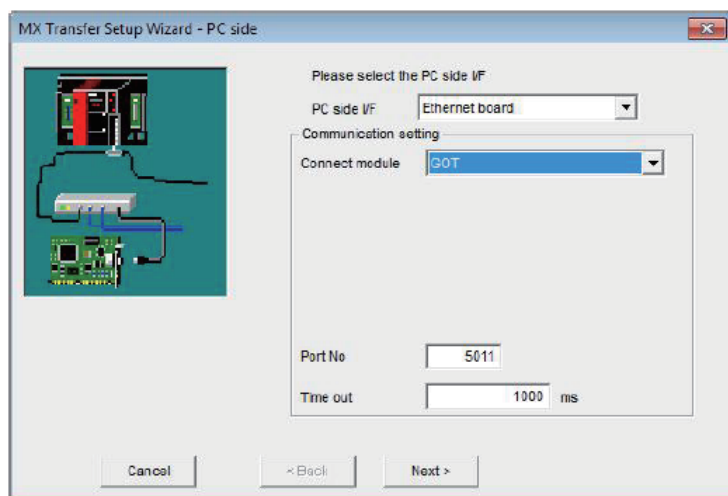 MX Transfer Setup Wizard - PC side
Please select the PC side I/F
PC side I/F Ethernet board
Communication setting
Connect module GOT
Port No 5011
Time out 1000 ms
Cancel < Back Next >